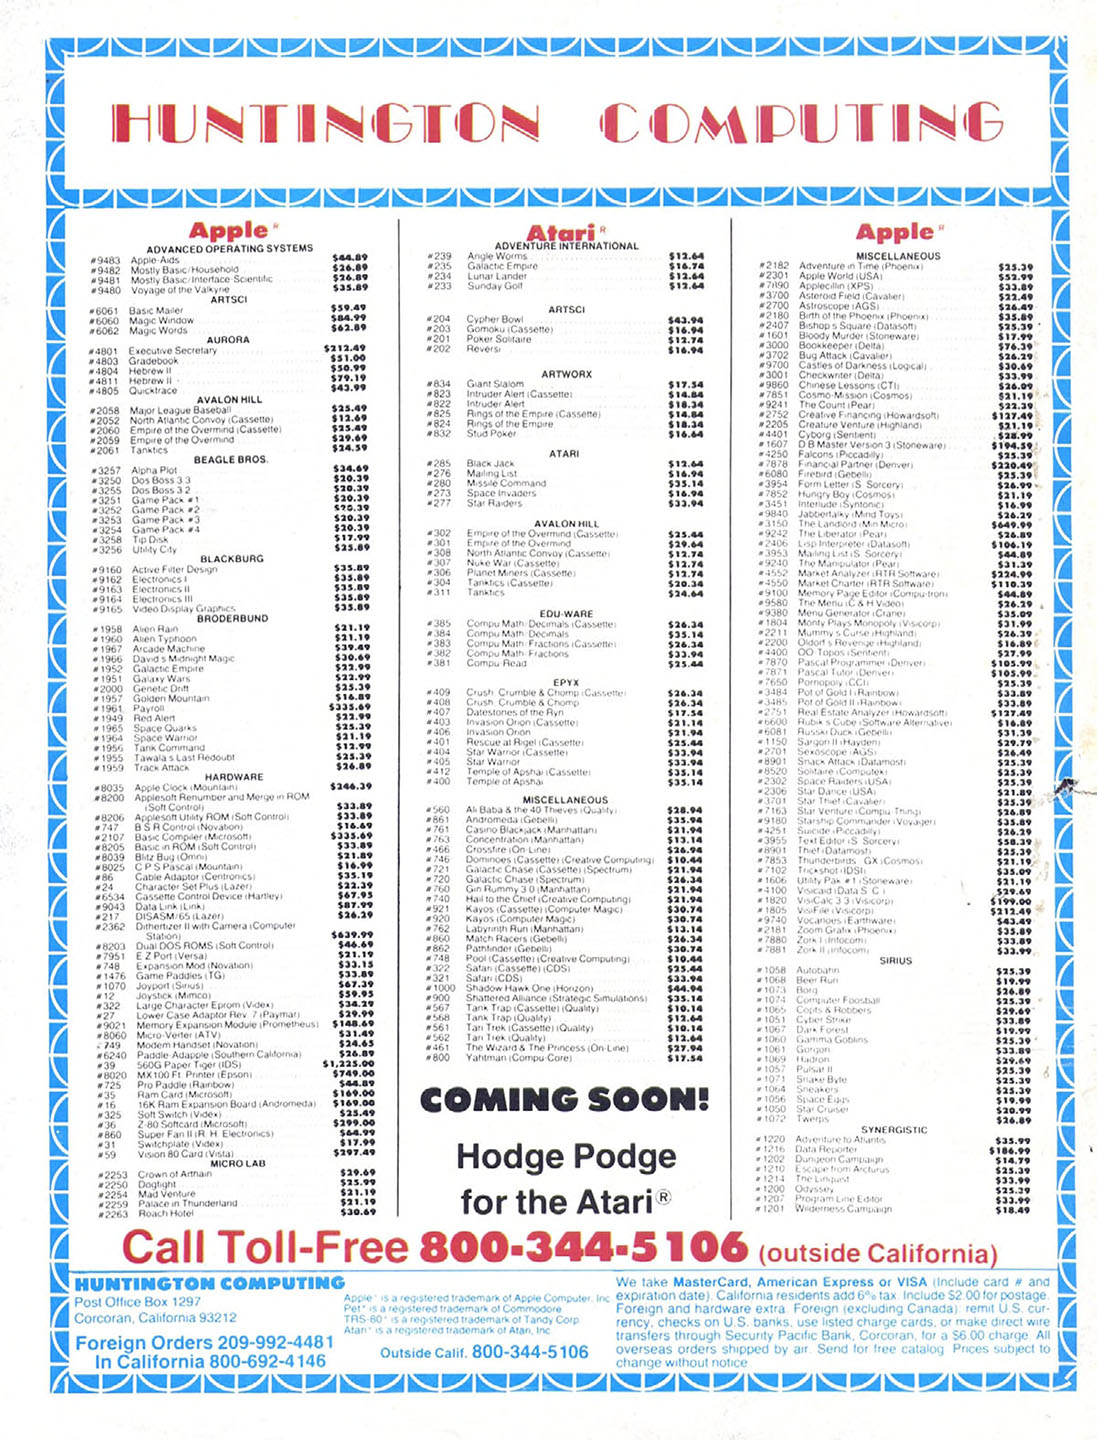 HUNTINGTON COMPUTING
Apple®
ADVANCED OPERATING SYSTEMS
#9483 Apple-Aids $44.89
#9482 Mostly Basic/Household $26.89
#9481 Mostly Basic/Interface-Scientific $26.89
#9480 Voyage of the Valkyrie $35.89
ARTSCI
#6061 Basic Mailer $59.49
#6060 Magic Window $84.99
#6062 Magic Words $62.89
AURORA
#4801 Executive Secretary $212.49
#4803 Gradebook $51.00
#4804 Hebrew II $50.99
#4811 Hebrew II $79.19
#4805 Quicktrace $43.99
AVALON HILL
#2058 Major League Baseball $25.49
#2052 North Atlantic Convoy (Cassette) $12.69
#2060 Empire of the Overmind (Cassette) $25.49
#2059 Empire of the Overmind $29.69
#2061 Tanktics $24.59
BEAGLE BROS.
#3257 Alpha Plot $34.69
#3250 Dos Boss 3 3 $20.39
#3255 Dos Boss 3 2 $20.39
#3251 Game Pack #1 $20.39
#3252 Game Pack #2 $20.39
#3253 Game Pack #3 $20.39
#3254 Game Pack #4 $20.39
#3258 Tip Disk $17.99
#3256 Utility City $25.89
BLACKBURG
#9160 Active Filter Design $35.89
#9162 Electronics I $35.89
#9163 Electronics II $35.89
#9164 Electronics III $35.89
#9165 Video Display Graphics $35.89
BRODERBUND
#1958 Alien Rain $21.19
#1960 Alien Typhoon $21.19
#1967 Arcade Machine $39.49
#1966 David's Midnight Magic $30.69
#1952 Galactic Empire $22.99
#1951 Galaxy Wars $22.99
#2000 Genetic Drift $25.39
#1957 Golden Mountain $16.89
#1961 Payroll $335.69
#1949 Red Alert $22.99
#1965 Space Quarks $25.39
#1964 Space Warrior $21.19
#1956 Tank Command $12.99
#1955 Tawala's Last Redoubt $25.39
#1959 Track Attack $26.89
HARDWARE
#8035 Apple Clock (Mountain) $246.39
#8200 Applesoft Renumber and Merge in ROM
(Soft Control) $33.89
#8206 Applesoft Utility ROM (Soft Control) $33.89
#747 B S R Control (Novation) $16.69
#2107 Basic Compiler (Microsoft) $335.69
#8205 Basic in ROM (Soft Control) $33.89
#8039 Blitz Bug (Omni) $21.89
#8025 C P S Pascal (Mountain) $16.99
#86 Cable Adaptor (Centronics) $35.19
#24 Character Set Plus (Lazer) $22.39
#6534 Cassette Control Device (Hartley) $67.95
#9043 Data Link (Link) $87.99
#217 DISASM/65 (Lazer) $26.29
#2362 Dithertizer II with Camera (Computer
Station) $639.99
#8203 Dual DOS ROMS (Soft Control) $46.69
#7951 E Z Port (Versa) $21.19
#748 Expansion Mod (Novation) $33.15
#1476 Game Paddles (TG) $33.89
#1070 Joyport (Sirius) $67.39
#12 Joystick (Mimco) $59.95
#322 Large Character Eprom (Videx) $34.29
#27 Lower Case Adaptor Rev. 7 (Paymar) $29.99
#9021 Memory Expansion Module (Prometheus) $148.69
#8060 Micro-Verter (ATV) $31.49
#749 Modem Handset (Novation) $24.65
#6240 Paddle-Adapple (Southern California) $26.89
#39 560G Paper Tiger (IDS) $1,225.00
#8020 MX100 Ft. Printer (Epson) $749.00
#725 Pro Paddle (Rainbow) $44.89
#35 Ram Card (Microsoft) $169.00
#16 16K Ram Expansion Board (Andromeda) $169.00
#325 Soft Switch (Videx) $25.49
#36 Z-80 Softcard (Microsoft) $299.00
#860 Super Fan II (R. H. Electronics) $64.99
#31 Switchplate (Videx) $17.99
#59 Vision 80 Card (Vista) $297.49
MICRO LAB
#2253 Crown of Arthain $29.69
#2250 Dogfight $25.99
#2254 Mad Venture $21.19
#2259 Palace in Thunderland $21.19
#2263 Roach Hotel $30.69
Atari®
ADVENTURE INTERNATIONAL
#239 Angle Worms $12.64
#235 Galactic Empire $16.74
#234 Lunar Lander $12.64
#233 Sunday Golf $12.64
ARTSCI
#204 Cypher Bowl $43.94
#203 Gomoku (Cassette) $16.94
#201 Poker Solitaire $12.74
#202 Reversi $16.94
ARTWORX
#834 Giant Slalom $17.54
#823 Intruder Alert (Cassette) $14.84
#822 Intruder Alert $18.34
#825 Rings of the Empire (Cassette) $14.84
#824 Rings of the Empire $18.34
#832 Stud Poker $16.64
ATARI
#285 Black Jack $12.64
#276 Mailing List $16.94
#280 Missile Command $35.14
#273 Space Invaders $16.94
#277 Star Raiders $33.94
AVALON HILL
#302 Empire of the Overmind (Cassette) $25.44
#301 Empire of the Overmind $29.64
#308 North Atlantic Convoy (Cassette) $12.74
#307 Nuke War (Cassette) $12.74
#306 Planet Miners (Cassette) $12.74
#304 Tanktics (Cassette) $20.34
#311 Tanktics $24.64
EDU-WARE
#385 Compu Math: Decimals (Cassette) $26.34
#384 Compu Math: Decimals $35.14
#383 Compu Math: Fractions (Cassette) $26.34
#382 Compu Math: Fractions $33.94
#381 Compu-Read $25.44
EPYX
#409 Crush, Crumble & Chomp (Cassette) $26.34
#408 Crush, Crumble & Chomp $26.34
#407 Datestones of the Ryn $17.54
#403 Invasion Orion (Cassette) $21.14
#406 Invasion Orion $21.94
#401 Rescue at Rigel (Cassette) $25.44
#404 Star Warrior (Cassette) $33.94
#405 Star Warrior $33.94
#412 Temple of Apshai (Cassette) $35.14
#400 Temple of Apshai $35.14
MISCELLANEOUS
#560 Ali Baba & the 40 Thieves (Quality) $28.94
#861 Andromeda (Gebelli) $35.94
#761 Casino Blackjack (Manhattan) $21.94
#763 Concentration (Manhattan) $13.14
#466 Crossfire (On-Line) $26.94
#746 Dominoes (Cassette) (Creative Computing) $10.44
#721 Galactic Chase (Cassette) (Spectrum) $21.94
#720 Galactic Chase (Spectrum) $26.34
#760 Gin Rummy 3.0 (Manhattan) $21.94
#740 Hail to the Chief (Creative Computing) $21.94
#921 Kayos (Cassette) (Computer Magic) $30.74
#920 Kayos (Computer Magic) $30.74
#762 Labyrinth Run (Manhattan) $13.14
#860 Match Racers (Gebelli) $26.34
#862 Pathfinder (Gebelli) $30.74
#748 Pool (Cassette) (Creative Computing) $10.44
#322 Safari (Cassette) (CDS) $25.44
#321 Safari (CDS) $33.94
#1000 Shadow Hawk One (Horizon) $44.94
#900 Shattered Alliance (Strategic Simulations) $35.14
#567 Tank Trap (Cassette) (Quality) $10.14
#568 Tank Trap (Quality) $12.64
#561 Tari Trek (Cassette) (Quality) $10.14
#562 Tari Trek (Quality) $12.64
#461 The Wizard & The Princess (On-Line) $27.94
#800 Yahtman (Compu-Core) $17.54
COMING SOON!
Hodge Podge
for the Atari®
Apple®
MISCELLANEOUS
#2182 Adventure in Time (Phoenix) $25.39
#2301 Apple World (USA) $52.99
#7890 Applecillin (XPS) $33.89
#3700 Asteroid Field (Cavalier) $22.49
#2700 Astroscope (AGS) $26.49
#2180 Birth of the Phoenix (Phoenix) $35.89
#2407 Bishop's Square (Datasoft) $25.39
#1601 Bloody Murder (Stoneware) $17.99
#3000 Bookkeeper (Delta) $76.39
#3702 Bug Attack (Cavalier) $26.29
#9700 Castles of Darkness (Logical) $30.69
#3001 Checkwriter (Delta) $33.99
#9860 Chinese Lessons (CTI) $26.09
#7851 Cosmo-Mission (Cosmos) $21.19
#9241 The Count (Pear) $22.39
#2752 Creative Financing (Howardsoft) $127.49
#2205 Creature Venture (Highland) $21.19
#4401 Cyborg (Sentient) $28.99
#1607 D B Master Version 3 (Stoneware) $194.59
#4250 Falcons (Piccadilly) $25.39
#7878 Financial Partner (Denver) $220.49
#6080 Firebird (Gebelli) $25.39
#3954 Form Letter (S. Sorcery) $26.99
#7852 Hungry Boy (Cosmos) $21.19
#3451 Interlude (Syntonic) $16.99
#9840 Jabbertalky (Mind Toys) $26.29
#3150 The Landlord (Min Micro) $649.99
#9242 The Liberator (Pear) $26.89
#2406 Lisp Interpreter (Datasoft) $106.19
#3953 Mailing List (S. Sorcery) $44.89
#9240 The Manipulator (Pear) $31.39
#4552 Market Analyzer (RTR Software) $224.99
#4550 Market Charter (RTR Software) $110.39
#9100 Memory Page Editor (Compu-tron) $44.89
#9580 The Menu (C & H Video) $26.29
#9380 Menu Generator (Crane) $35.09
#1804 Monty Plays Monopoly (Visicorp) $31.99
#2211 Mummy's Curse (Highland) $26.39
#2200 Oldorf's Revenge (Highland) $16.89
#4400 OO Topos (Sentient) $27.99
#7870 Pascal Programmer (Denver) $105.99
#7871 Pascal Tutor (Denver) $105.99
#7650 Pornopoly (CCI) $25.39
#3484 Pot of Gold I (Rainbow) $33.89
#3485 Pot of Gold II (Rainbow) $33.89
#2751 Real Estate Analyzer (Howardsoft) $127.49
#6600 Rubik's Cube (Software Alternative) $16.89
#6081 Russki Duck (Gebelli) $31.39
#1150 Sargon II (Hayden) $29.79
#2701 Sexoscope (AGS) $26.49
#8901 Snack Attack (Datamost) $25.39
#8520 Solitaire (Computex) $25.39
#2302 Space Raiders (USA) $25.39
#2306 Star Dance (USA) $21.89
#3701 Star Thief (Cavalier) $25.39
#7163 Star Venture (Compu Thing) $21.89
#9180 Starship Commander (Voyager) $35.89
#4251 Suicide (Piccadilly) $26.29
#3955 Text Editor (S. Sorcery) $58.39
#8901 Thief (Datamost) $25.39
#7853 Thunderbirds GX (Cosmos) $21.19
#7102 Trickshot (IDSI) $35.09
#1606 Utility Pak #1 (Stoneware) $21.19
#4100 Visicaid (Data S. C.) $29.69
#1820 VisiCalc 3.3 (Visicorp) $199.00
#1805 VisiFile (Visicorp) $212.49
#9740 Vocaneos (Earthware) $43.49
#2181 Zoom Grafix (Phoenix) $35.89
#7880 Zork I (Infocom) $33.89
#7881 Zork II (Infocom) $33.89
SIRIUS
#1058 Autobahn $25.39
#1068 Beer Run $19.99
#1073 Borg $26.89
#1074 Computer Foosball $25.39
#1065 Copts & Robbers $29.69
#1051 Cyber Strike $33.89
#1067 Dark Forest $19.99
#1060 Gamma Goblins $25.39
#1061 Gorgon $33.89
#1069 Hadron $29.69
#1057 Pulsar II $25.39
#1071 Snake Byte $25.39
#1064 Sneakers $25.39
#1056 Space Eggs $19.99
#1050 Star Cruiser $20.99
#1072 Twerps $26.89
SYNERGISTIC
#1220 Adventure to Atlantis $35.99
#1216 Data Reporter $186.99
#1202 Dungeon Campaign $14.79
#1210 Escape from Arcturus $25.39
#1214 The Linguist $33.99
#1200 Odyssey $25.39
#1207 Program Line Editor $33.99
#1201 Wilderness Campaign $18.49
Call Toll-Free 800-344-5106 (outside California)
HUNTINGTON COMPUTING
Post Office Box 1297
Corcoran, California 93212
Foreign Orders 209-992-4481
In California 800-692-4146
Apple® is a registered trademark of Apple Computer, Inc.
Pet® is a registered trademark of Commodore
TRS-80® is a registered trademark of Tandy Corp
Atari® is a registered trademark of Atari, Inc
Outside Calif. 800-344-5106
We take MasterCard, American Express or VISA (Include card # and
expiration date). California residents add 6% tax. Include $2.00 for postage.
Foreign and hardware extra. Foreign (excluding Canada): remit U.S. cur-
rency, checks on U.S. banks, use listed charge cards, or make direct wire
transfers through Security Pacific Bank, Corcoran, for a $6.00 charge. All
overseas orders shipped by air. Send for free catalog. Prices subject to
change without notice